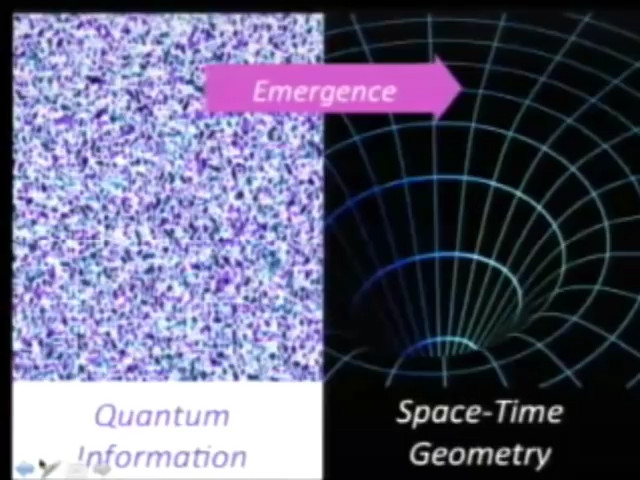 Emergence
Quantum
Information
Space-Time
Geometry